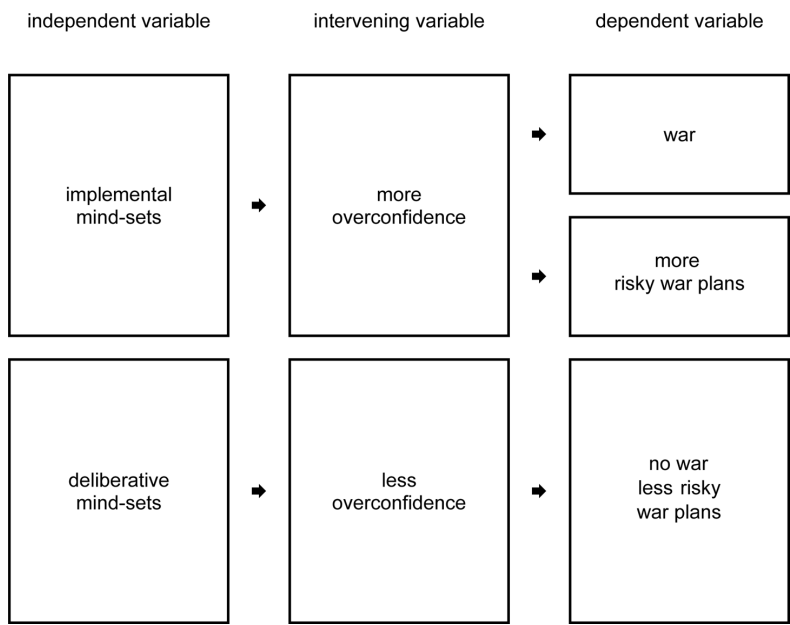 independent variable
intervening variable
dependent variable
implemental
mind-sets
more
overconfidence
war
more
risky war plans
deliberative
mind-sets
less
overconfidence
no war
less risky
war plans